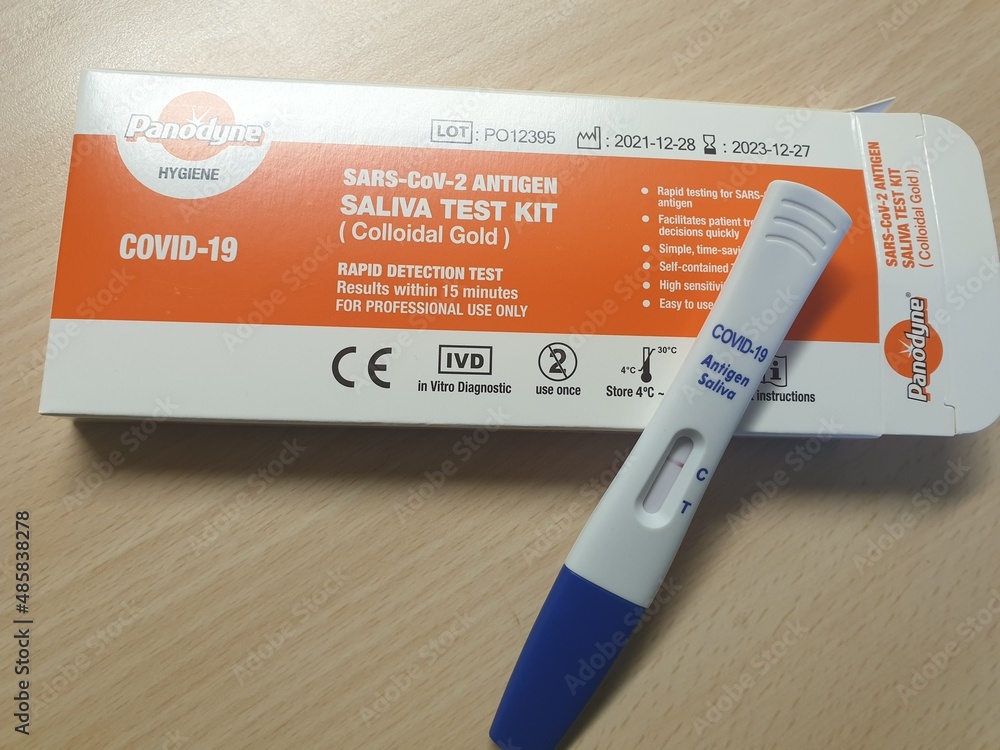 Panodyne
HYGIENE
COVID-19
LOT : PO12395 : 2021-12-28 : 2023-12-27
SARS-CoV-2 ANTIGEN
SALIVA TEST KIT
( Colloidal Gold )
RAPID DETECTION TEST
Results within 15 minutes
FOR PROFESSIONAL USE ONLY
Rapid testing for SARS-
antigen
Facilitates patient
decisions quickly
Simple,
Self-contained
High
Easy to use
CE
IVD
in Vitro Diagnostic
2
use once
4°C
30°C
Store 4°C ~
i
instructions
SARS-CoV-2 ANTIGEN
SALIVA TEST KIT
( Colloidal Gold )
Panodyne®
COVID-19
Antigen
Saliva
C
T
Adobe Stock | #485838278
Adobe Stock